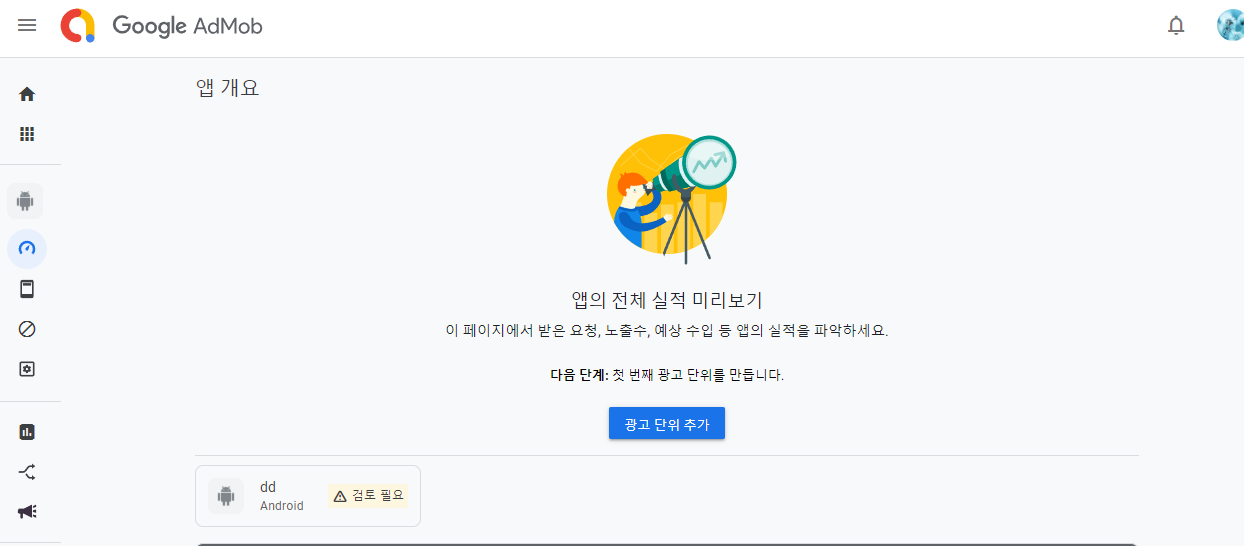 Google AdMob
앱 개요
앱의 전체 실적 미리보기
이 페이지에서 받은 요청, 노출수, 예상 수입 등 앱의 실적을 파악하세요.
다음 단계: 첫 번째 광고 단위를 만듭니다.
광고 단위 추가
dd
Android
검토 필요